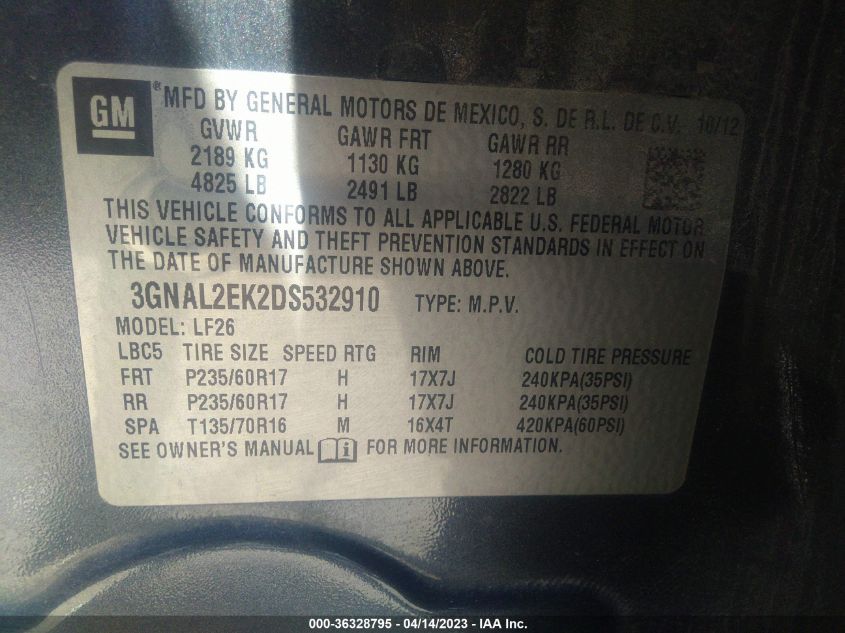 GM ® MFD BY GENERAL MOTORS DE MEXICO, S. DE R.L. DE C.V. 10/12
GVWR GAWR FRT GAWR RR
2189 KG 1130 KG 1280 KG
4825 LB 2491 LB 2822 LB
THIS VEHICLE CONFORMS TO ALL APPLICABLE U.S. FEDERAL MOTOR
VEHICLE SAFETY AND THEFT PREVENTION STANDARDS IN EFFECT ON
THE DATE OF MANUFACTURE SHOWN ABOVE.
3GNAL2EK2DS532910 TYPE: M.P.V.
MODEL: LF26
LBC5 TIRE SIZE SPEED RTG RIM COLD TIRE PRESSURE
FRT P235/60R17 H 17X7J 240KPA(35PSI)
RR P235/60R17 H 17X7J 240KPA(35PSI)
SPA T135/70R16 M 16X4T 420KPA(60PSI)
SEE OWNER'S MANUAL i FOR MORE INFORMATION.
000-36328795 - 04/14/2023 - IAA Inc.